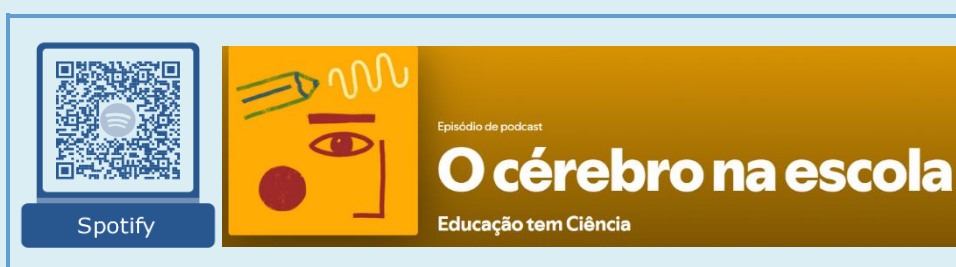 Spotify
Episódio de podcast
O cérebro na escola
Educação tem Ciência